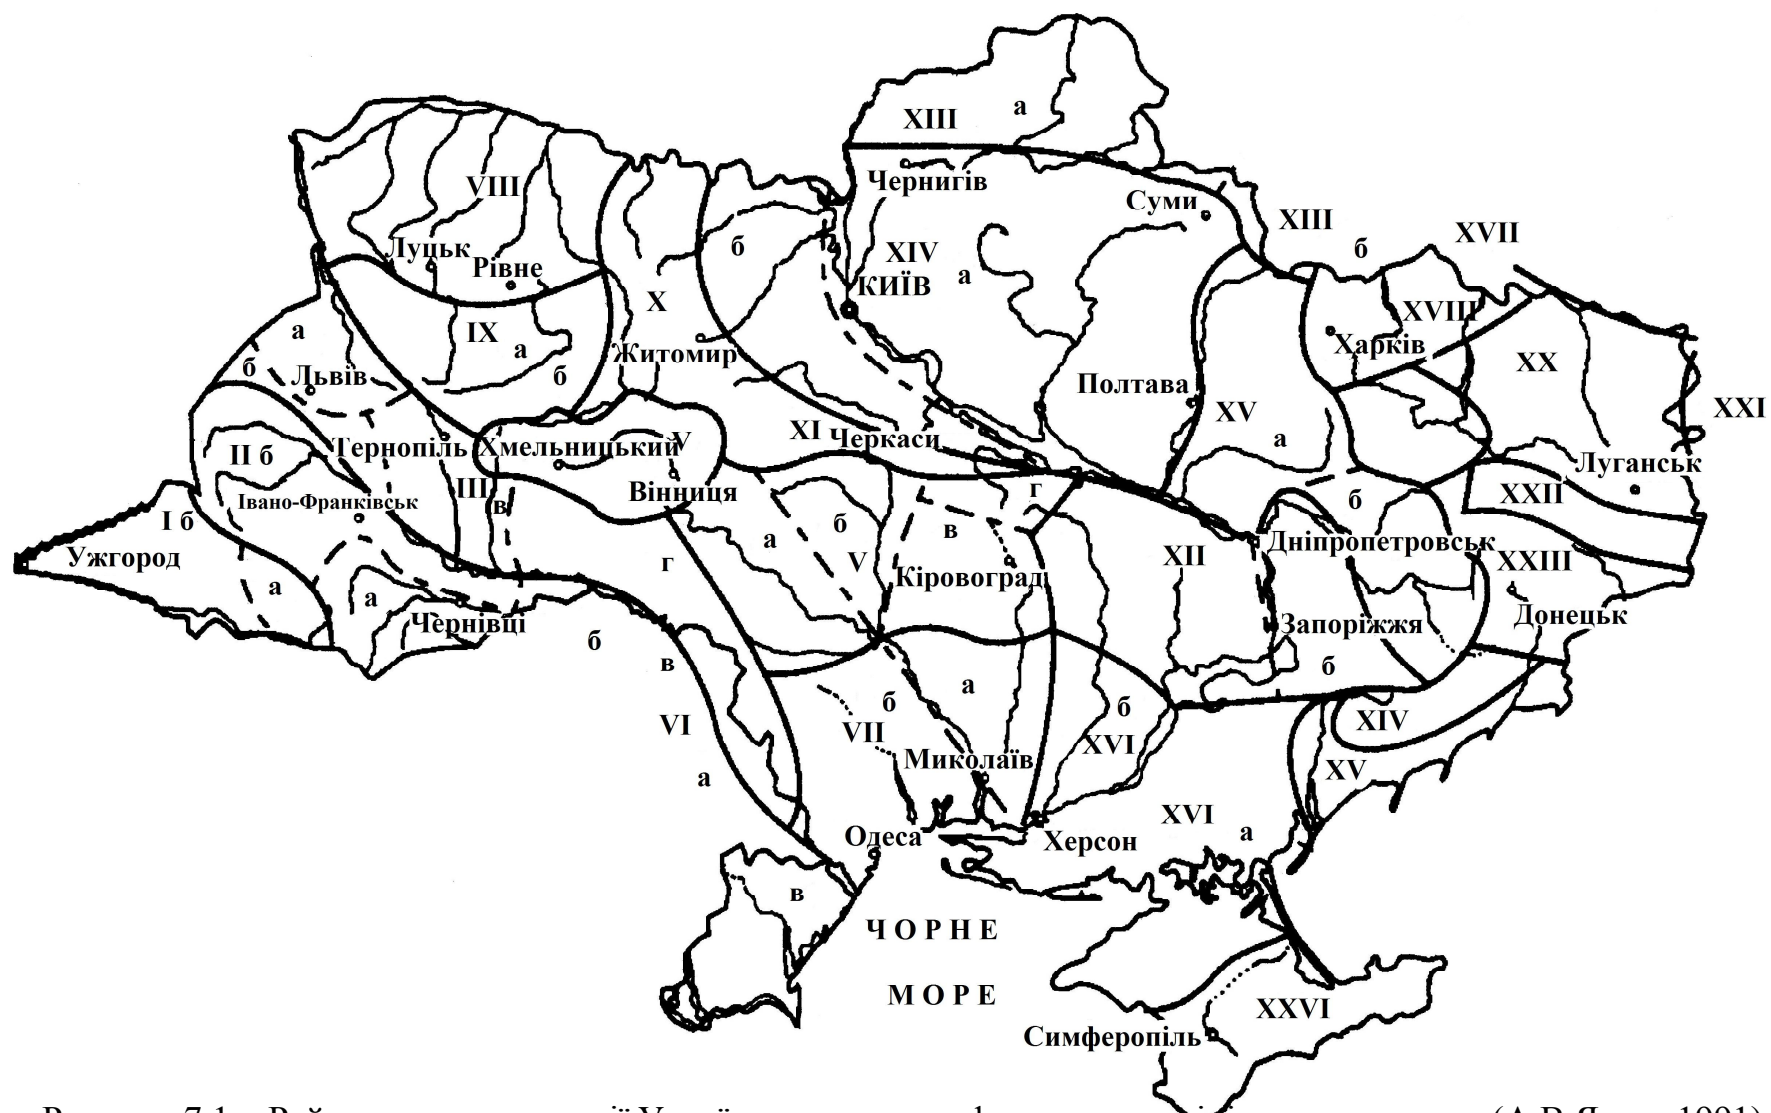 XIII а
Чернигів
VIII
Суми
XIII
XVII
б
б
XIV
Луцьк
Рівне
а
КИЇВ
X
XVIII
а
IX
Харків
а
Житомир
XX
б
Львів
б
Полтава
XV
XXI
XI
Черкаси
а
Тернопіль
Хмельницький
V
II б
Луганськ
III
Вінниця
г
XXII
в
Івано-Франківськ
б
І б
б
в
а
Дніпропетровськ
Ужгород
XII
г
V
XXIII
Кіровоград
а
а
Донецьк
Чернівці
Запоріжжя
б
в
б
а
б
б
VI
XIV
VII
XVI
Миколаїв
XV
а
XVI
а
Одеса
Херсон
в
ЧОРНЕ
МОРЕ
XXVI
Симферопіль